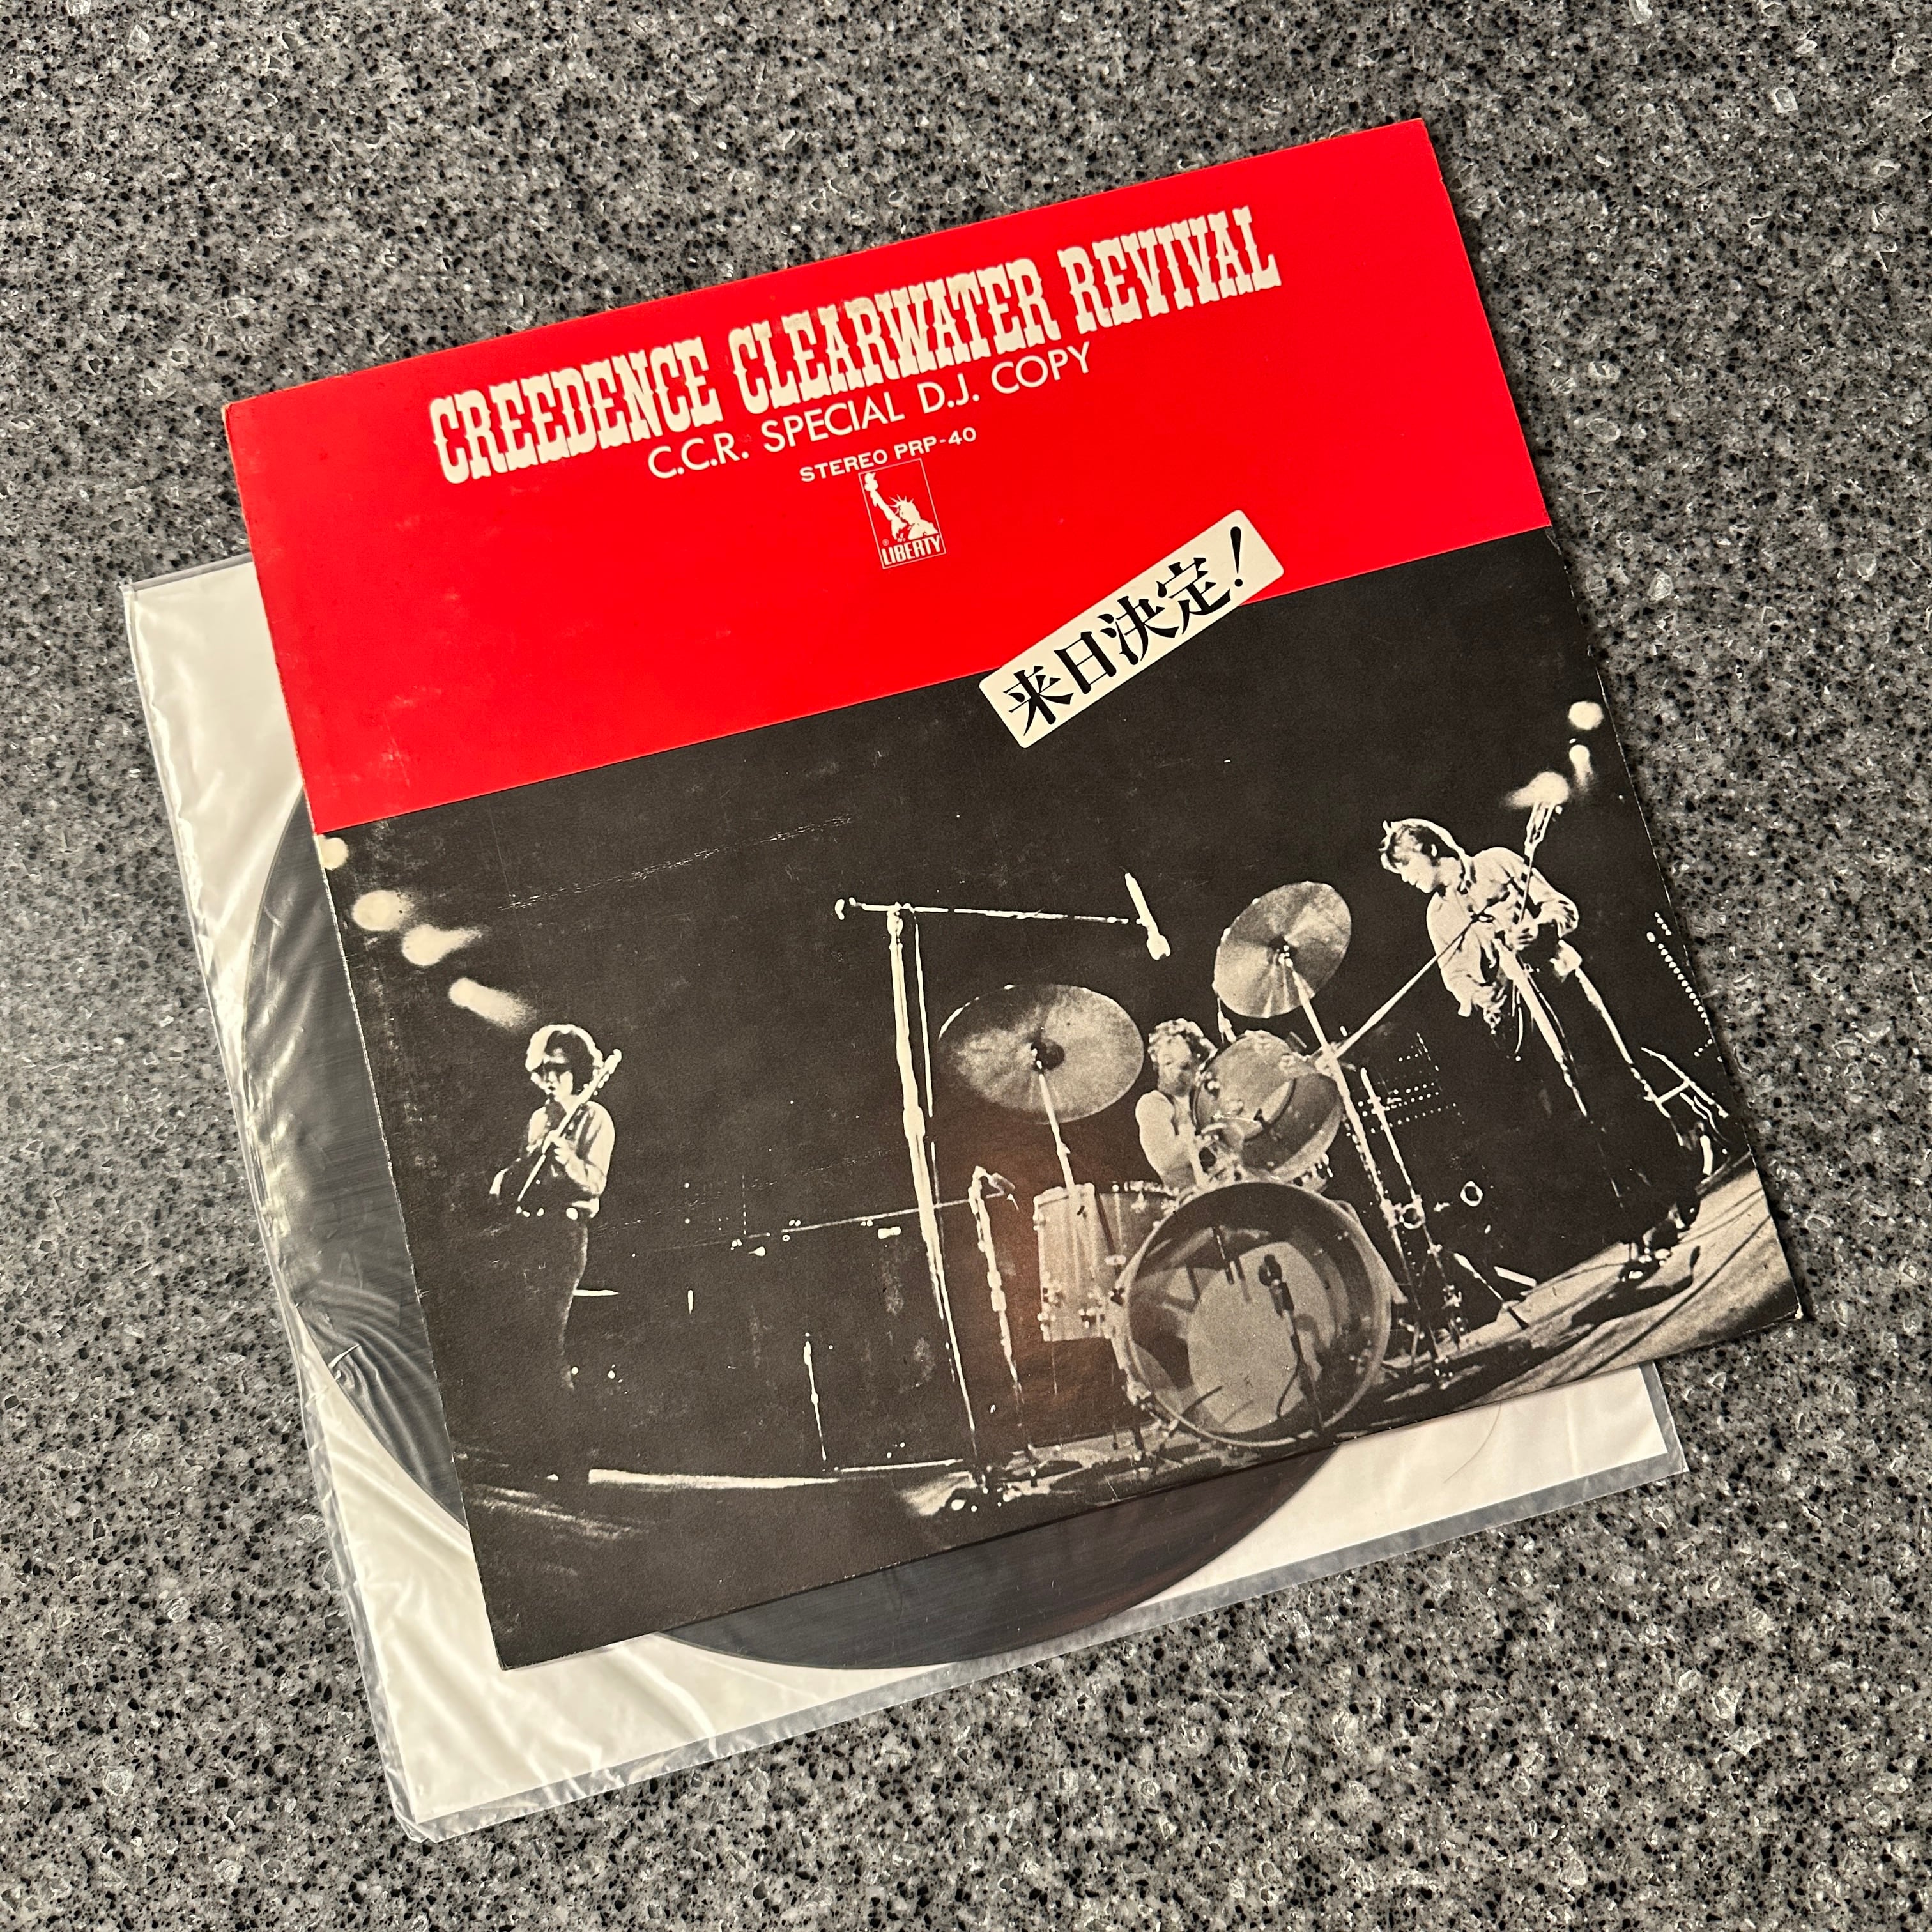 CREEDENCE CLEARWATER REVIVAL
C.C.R. SPECIAL D.J. COPY
STEREO PRP-40
® LIBERTY
来日決定!